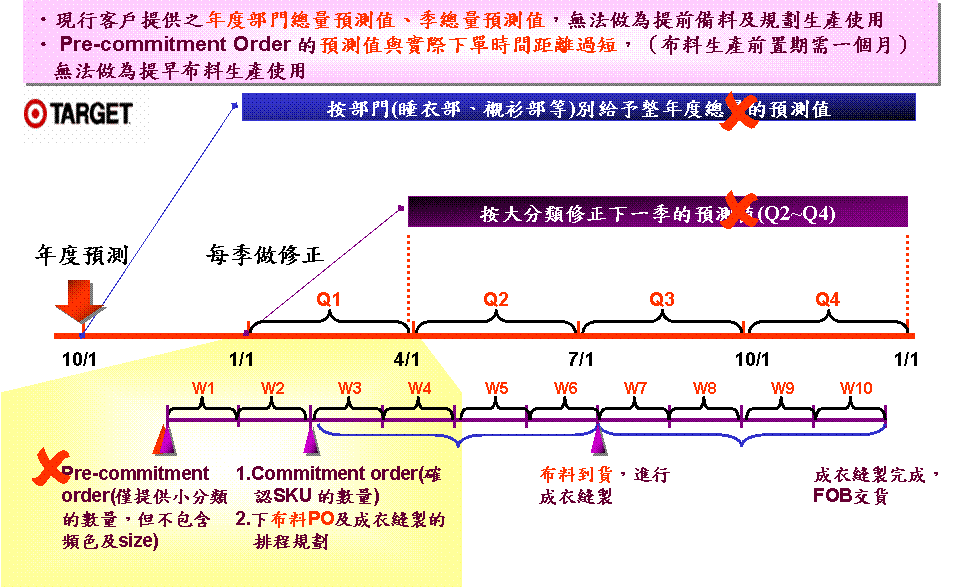 ・現行客戶提供之年度部門總量預測值、季總量預測值，無法做為提前備料及規劃生產使用
・Pre-commitment Order 的預測值與實際下單時間距離過短，（布料生產前置期需一個月）
無法做為提早布料生產使用
TARGET
按部門(睡衣部、襯衫部等)別給予整年度總量的預測值
按大分類修正下一季的預測值(Q2~Q4)
年度預測
每季做修正
Q1 Q2 Q3 Q4
10/1 1/1 4/1 7/1 10/1 1/1
W1 W2 W3 W4 W5 W6 W7 W8 W9 W10
Pre-commitment
order(僅提供小分類
的數量，但不包含
顏色及size)
1.Commitment order(確
認SKU 的數量)
2.下布料PO及成衣縫製的
排程規劃
布料到貨，進行
成衣縫製
成衣縫製完成，
FOB交貨